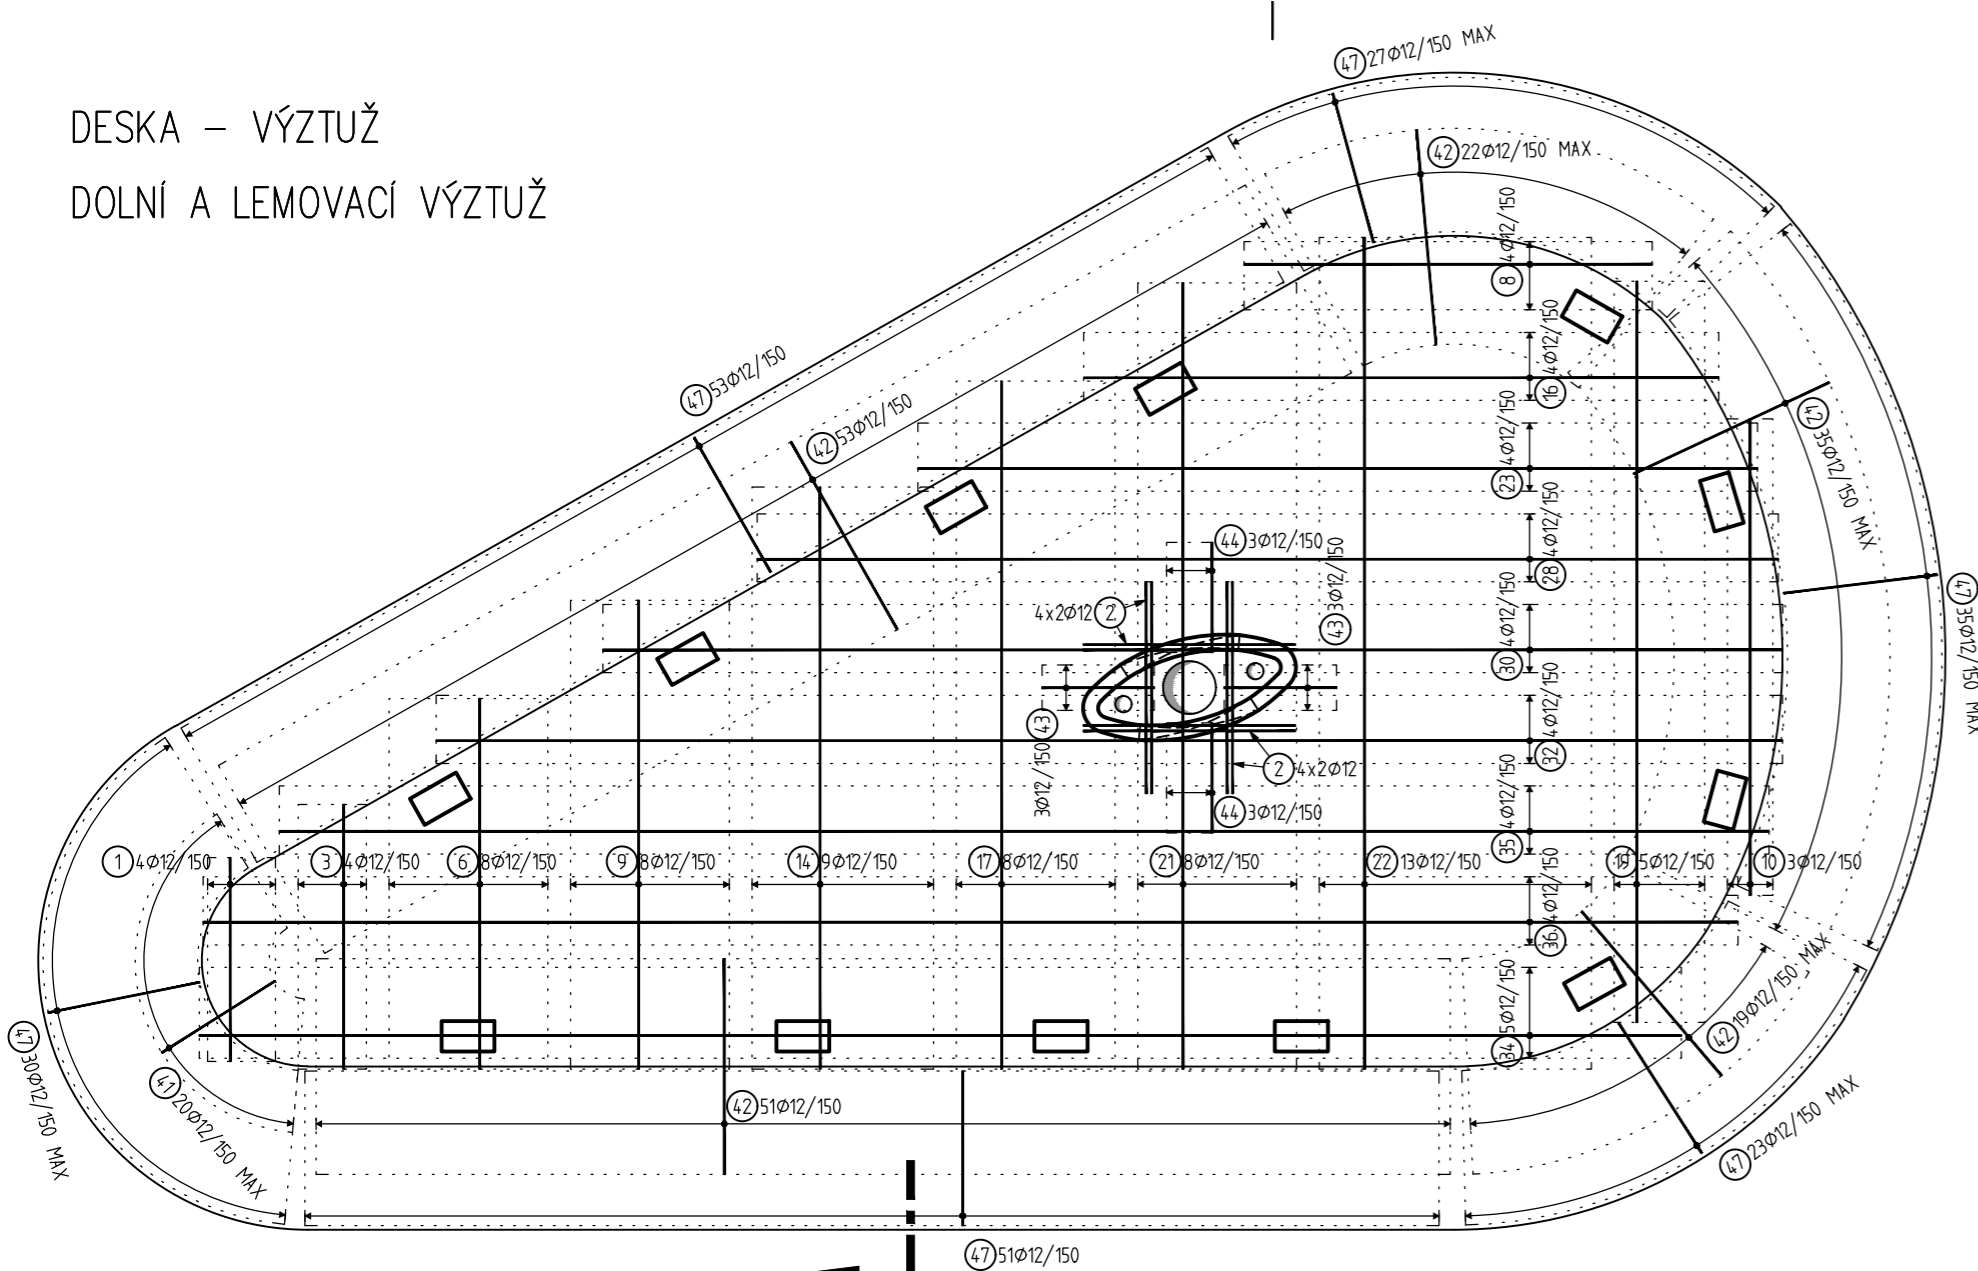 47 27Ø12/150 MAX
DESKA – VÝZTUŽ
42 22Ø12/150 MAX
DOLNÍ A LEMOVACÍ VÝZTUŽ
8 4Ø12/150
16 4Ø12/150
47 53Ø12/150
42 53Ø12/150
42 35Ø12/150 MAX
23 4Ø12/150
28 4Ø12/150
44 3Ø12/150
43 3Ø12/150
47 35Ø12/150 MAX
4x2Ø12 2
30 4Ø12/150
32 4Ø12/150
43 3Ø12/150
2 4x2Ø12
44 3Ø12/150
35 4Ø12/150
1 4Ø12/150
3 4Ø12/150
6 8Ø12/150
9 8Ø12/150
14 9Ø12/150
17 8Ø12/150
21 8Ø12/150
22 13Ø12/150
15 5Ø12/150
10 3Ø12/150
36 4Ø12/150
34 5Ø12/150
42 19Ø12/150 MAX
47 30Ø12/150 MAX
41 20Ø12/150 MAX
42 51Ø12/150
47 23Ø12/150 MAX
47 51Ø12/150